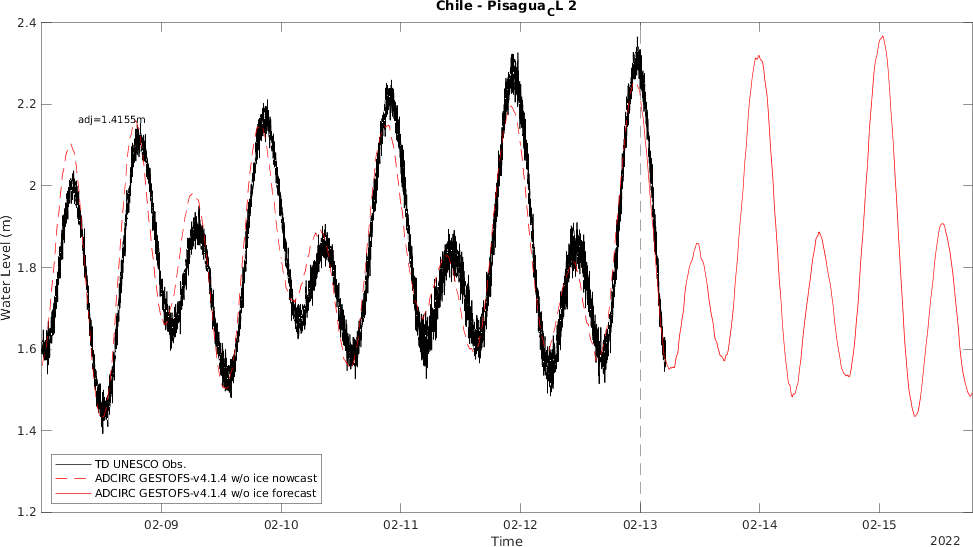 Chile - Pisagua_CL 2
2.4
2.2
2
1.8
1.6
1.4
1.2
Water Level (m)
adj=1.4155m
TD UNESCO Obs.
ADCIRC GESTOFS-v4.1.4 w/o ice nowcast
ADCIRC GESTOFS-v4.1.4 w/o ice forecast
02-09 02-10 02-11 02-12 02-13 02-14 02-15
Time
2022